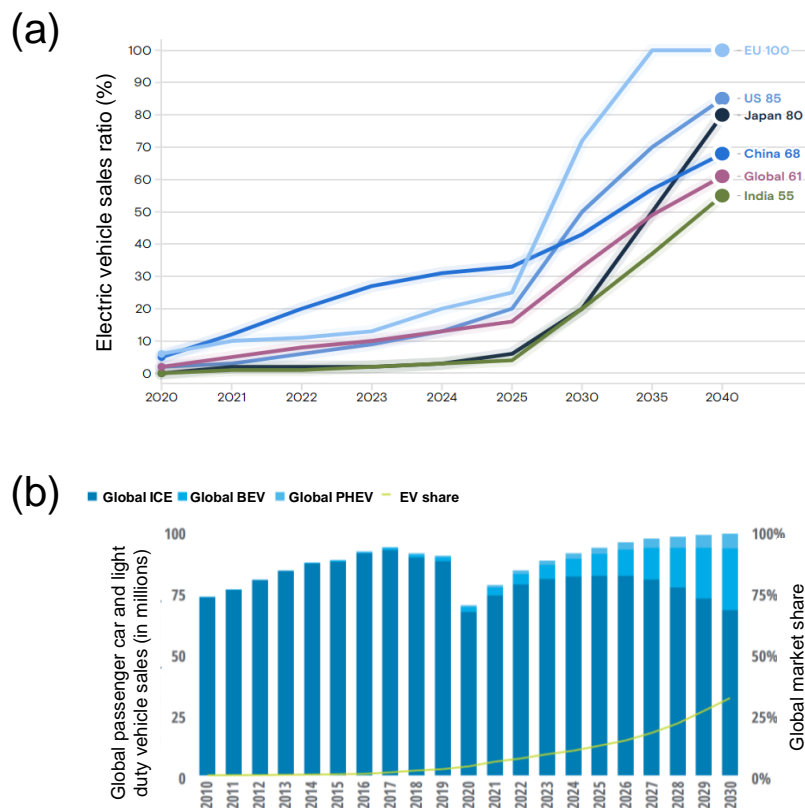 (a)
Electric vehicle sales ratio (%)
100
90
80
70
60
50
40
30
20
10
0
EU 100
US 85
Japan 80
China 68
Global 61
India 55
2020 2021 2022 2023 2024 2025 2030 2035 2040
(b)
Global ICE Global BEV Global PHEV EV share
Global passenger car and light
duty vehicle sales (in millions)
100
75
50
25
0
100%
75%
50%
25%
0%
Global market share
2010 2011 2012 2013 2014 2015 2016 2017 2018 2019 2020 2021 2022 2023 2024 2025 2026 2027 2028 2029 2030